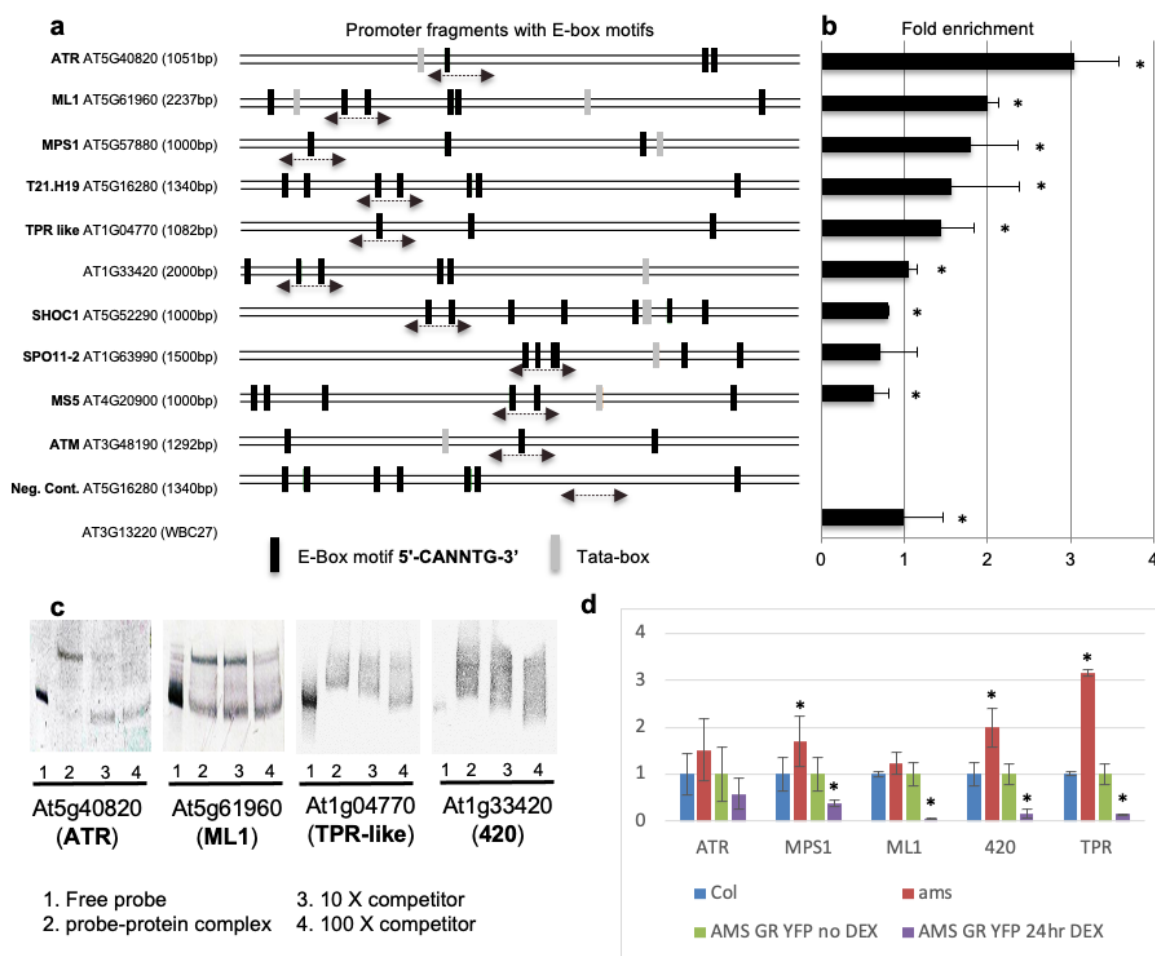 a
Promoter fragments with E-box motifs
ATR AT5G40820 (1051bp)
ML1 AT5G61960 (2237bp)
MPS1 AT5G57880 (1000bp)
T21.H19 AT5G16280 (1340bp)
TPR like AT1G04770 (1082bp)
AT1G33420 (2000bp)
SHOC1 AT5G52290 (1000bp)
SPO11-2 AT1G63990 (1500bp)
MS5 AT4G20900 (1000bp)
ATM AT3G48190 (1292bp)
Neg. Cont. AT5G16280 (1340bp)
AT3G13220 (WBC27)
E-Box motif 5'-CANNTG-3'
Tata-box
b
Fold enrichment
*
*
*
*
*
*
*
*
*
0 1 2 3 4
c
1 2 3 4
At5g40820
(ATR)
1 2 3 4
At5g61960
(ML1)
1 2 3 4
At1g04770
(TPR-like)
1 2 3 4
At1g33420
(420)
1. Free probe
2. probe-protein complex
3. 10 X competitor
4. 100 X competitor
d
4
3
2
1
0
* * * * * * *
ATR MPS1 ML1 420 TPR
Col
ams
AMS GR YFP no DEX
AMS GR YFP 24hr DEX